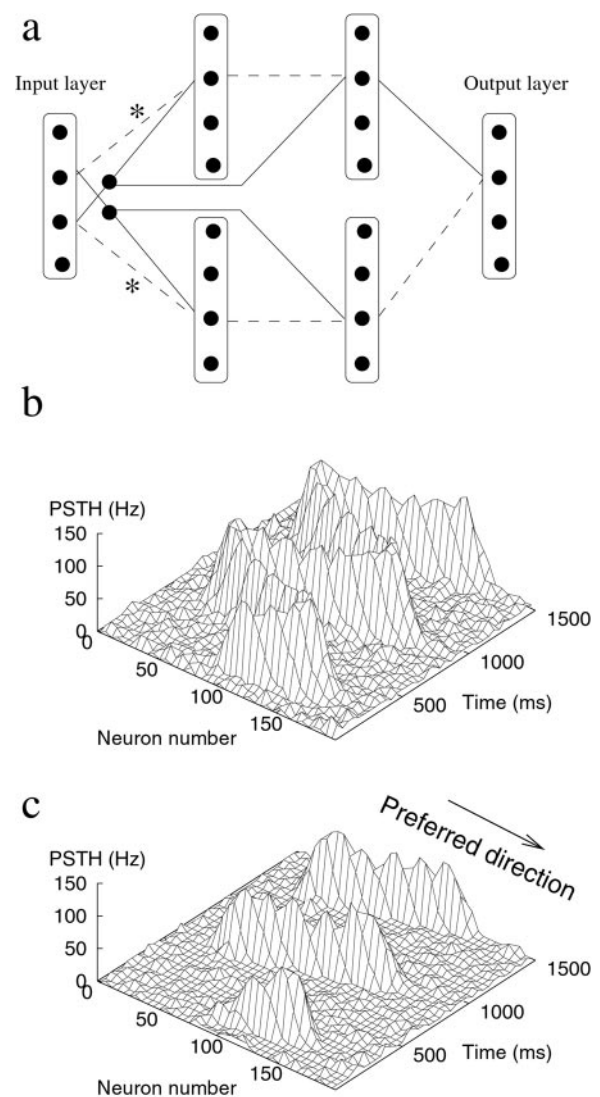 a
Input layer
Output layer
*
*
b
PSTH (Hz)
150
100
50
0
0
50
100
150
Neuron number
500
1000
1500
Time (ms)
c
Preferred direction
PSTH (Hz)
150
100
50
0
0
50
100
150
Neuron number
500
1000
1500
Time (ms)